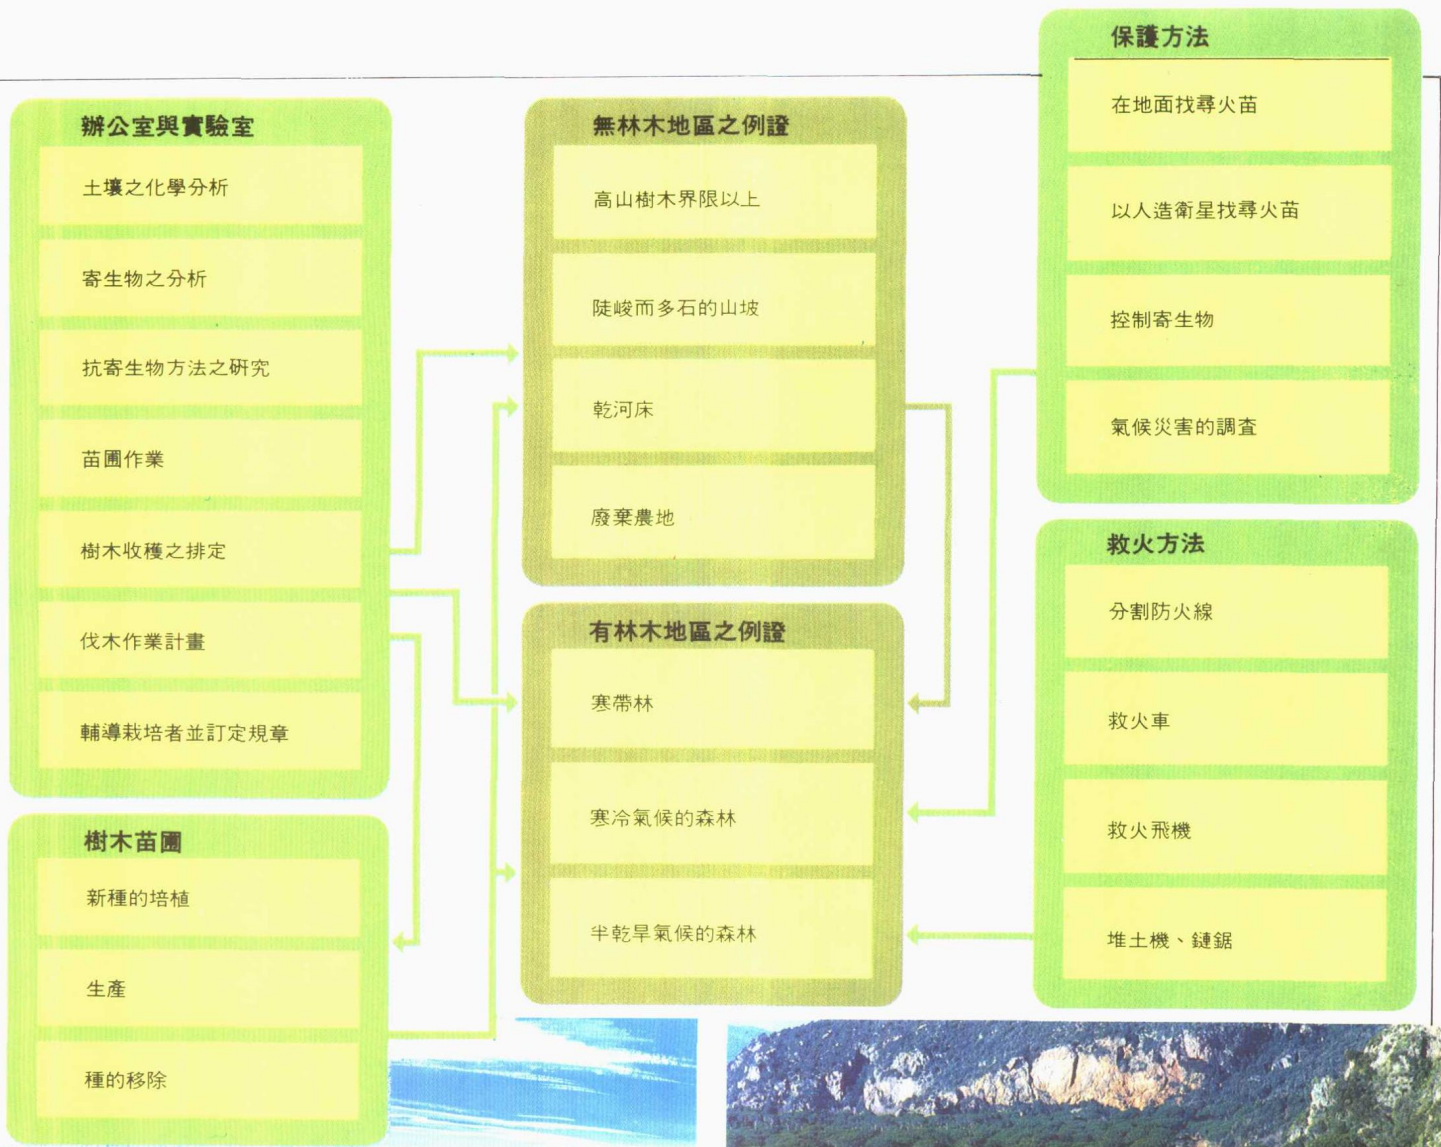 辦公室與實驗室
土壤之化學分析
寄生物之分析
抗寄生物方法之研究
苗圃作業
樹木收穫之排定
伐木作業計畫
輔導栽培者並訂定規章
樹木苗圃
新種的培植
生產
種的移除
無林木地區之例證
高山樹木界限以上
陡峻而多石的山坡
乾河床
廢棄農地
有林木地區之例證
寒帶林
寒冷氣候的森林
半乾旱氣候的森林
保護方法
在地面找尋火苗
以人造衛星找尋火苗
控制寄生物
氣候災害的調查
救火方法
分割防火線
救火車
救火飛機
堆土機、鏈鋸